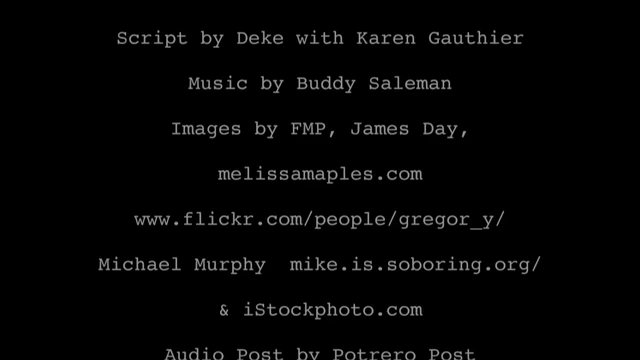 Script by Deke with Karen Gauthier
Music by Buddy Saleman
Images by FMP, James Day,
melissamaples.com
www.flickr.com/people/gregor_y/
Michael Murphy  mike.is.soboring.org/
& iStockphoto.com
Audio Post by Potrero Post